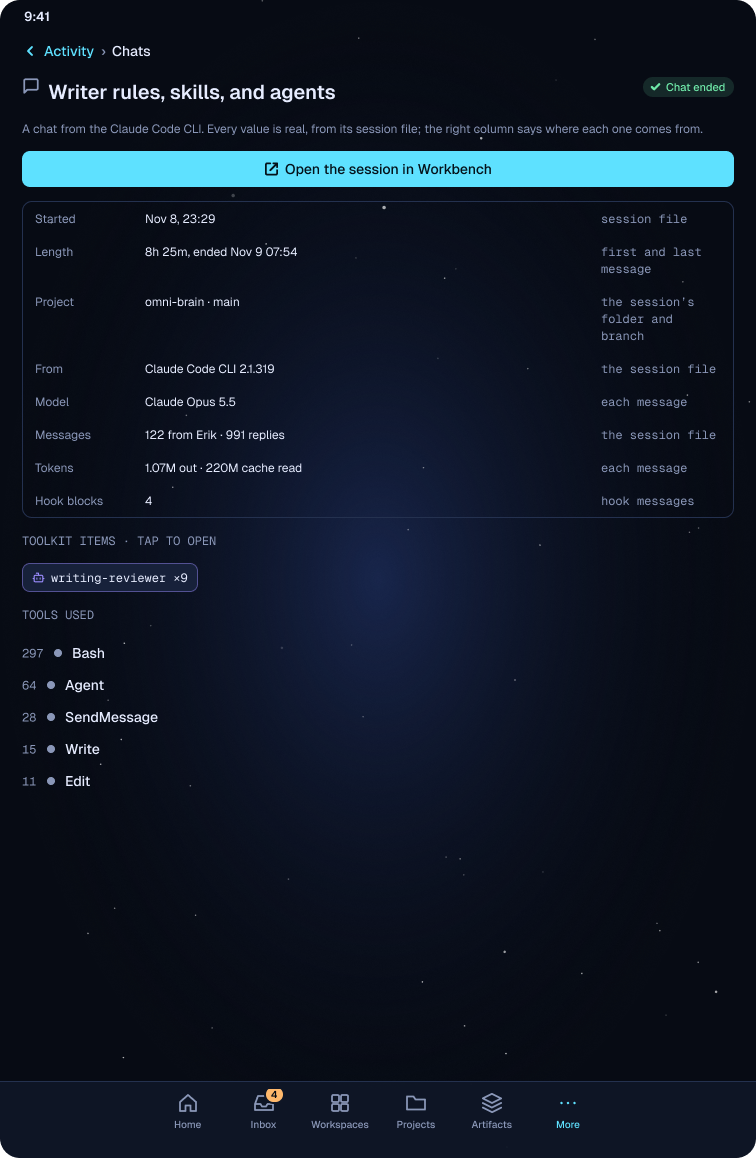 9:41
Activity › Chats
Writer rules, skills, and agents
Chat ended
A chat from the Claude Code CLI. Every value is real, from its session file; the right column says where each one comes from.
Open the session in Workbench
Started Nov 8, 23:29 session file
Length 8h 25m, ended Nov 9 07:54 first and last
message
Project omni-brain · main the session's
folder and
branch
From Claude Code CLI 2.1.319 the session file
Model Claude Opus 5.5 each message
Messages 122 from Erik · 991 replies the session file
Tokens 1.07M out · 220M cache read each message
Hook blocks 4 hook messages
TOOLKIT ITEMS · TAP TO OPEN
writing-reviewer ×9
TOOLS USED
297 Bash
64 Agent
28 SendMessage
15 Write
11 Edit
4
Home Inbox Workspaces Projects Artifacts More